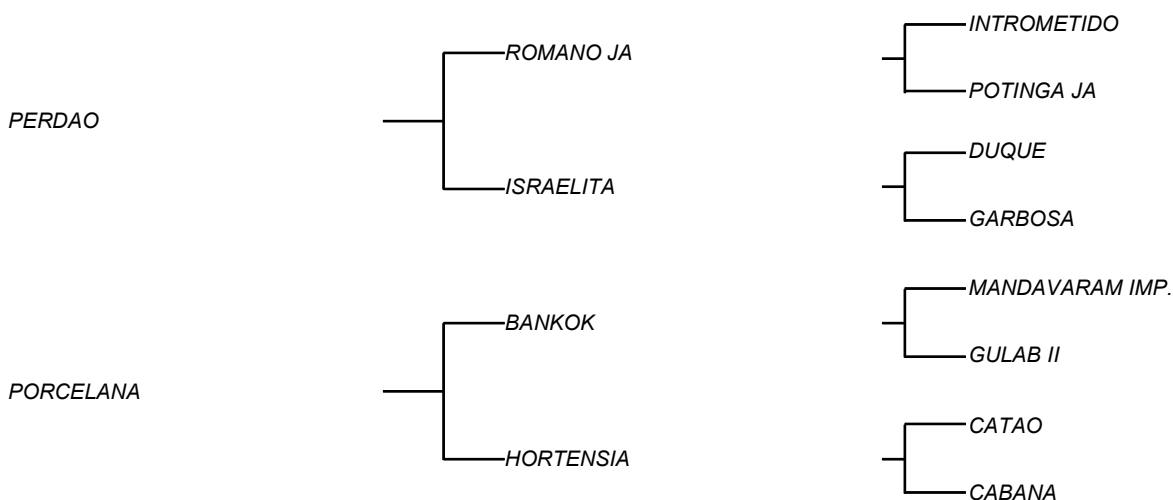 INTROMETIDO
ROMANO JA
POTINGA JA
PERDAO
DUQUE
ISRAELITA
GARBOSA
MANDAVARAM IMP.
BANKOK
GULAB II
PORCELANA
CATAO
HORTENSIA
CABANA